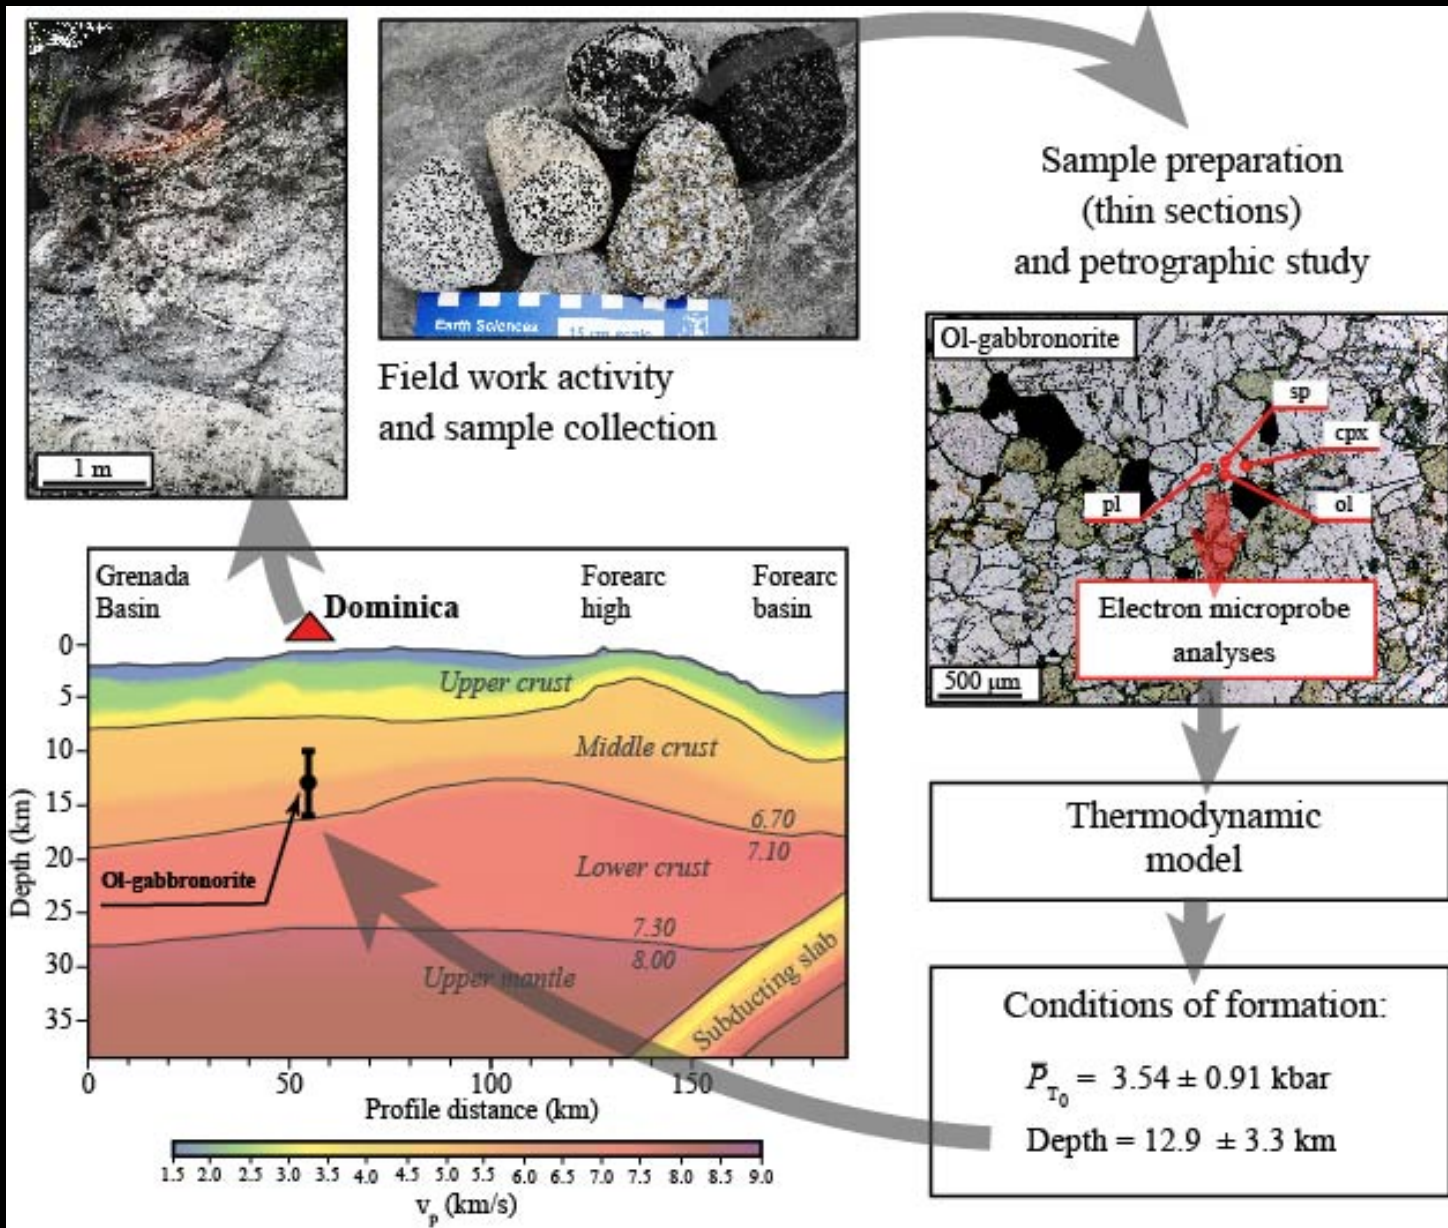 1 m
Earth Sciences
15 cm scale
Field work activity
and sample collection
Sample preparation
(thin sections)
and petrographic study
Ol-gabbronorite
sp
cpx
pl
ol
Electron microprobe
analyses
500 μm
Thermodynamic
model
Conditions of formation:
P̅T₀ = 3.54 ± 0.91 kbar
Depth = 12.9 ± 3.3 km
Grenada
Basin
Dominica
Forearc
high
Forearc
basin
Depth (km)
0
5
10
15
20
25
30
35
Upper crust
Middle crust
6.70
7.10
Lower crust
Ol-gabbronorite
7.30
8.00
Upper mantle
Subducting slab
0 50 100 150
Profile distance (km)
1.5 2.0 2.5 3.0 3.5 4.0 4.5 5.0 5.5 6.0 6.5 7.0 7.5 8.0 8.5 9.0
vₚ (km/s)